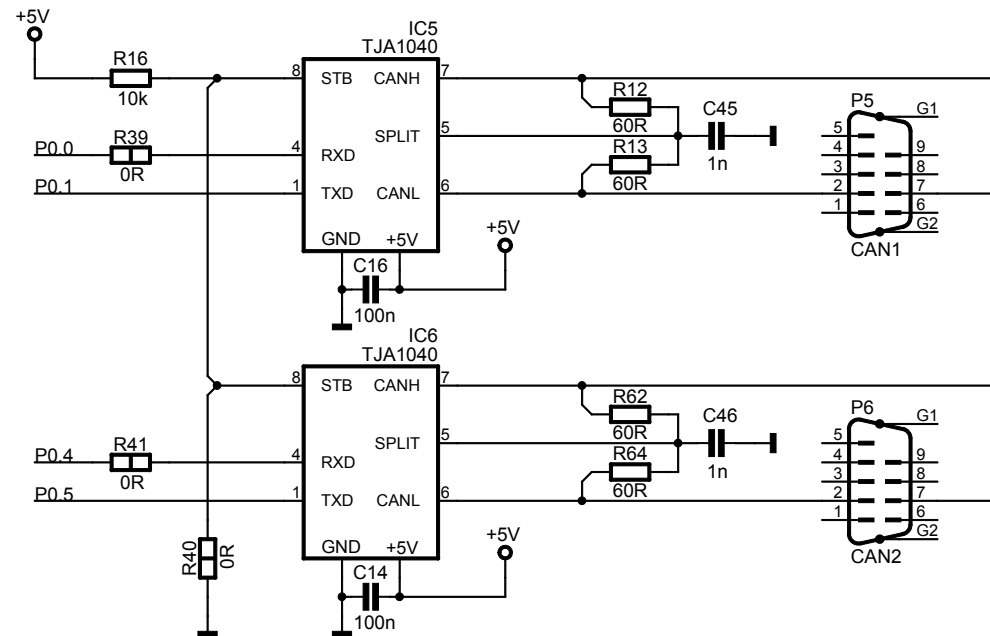 +5V
R16
10k
IC5
TJA1040
8 STB CANH 7
SPLIT 5
P0.0 R39 4 RXD
0R
P0.1 1 TXD CANL 6
GND +5V
C16
100n
+5V
R12
60R
R13
60R
C45
1n
P5
G1
5
4 9
3 8
2 7
1 6
G2
CAN1
IC6
TJA1040
8 STB CANH 7
SPLIT 5
P0.4 R41 4 RXD
0R
P0.5 1 TXD CANL 6
GND +5V
R40
0R
C14
100n
+5V
R62
60R
R64
60R
C46
1n
P6
G1
5
4 9
3 8
2 7
1 6
G2
CAN2